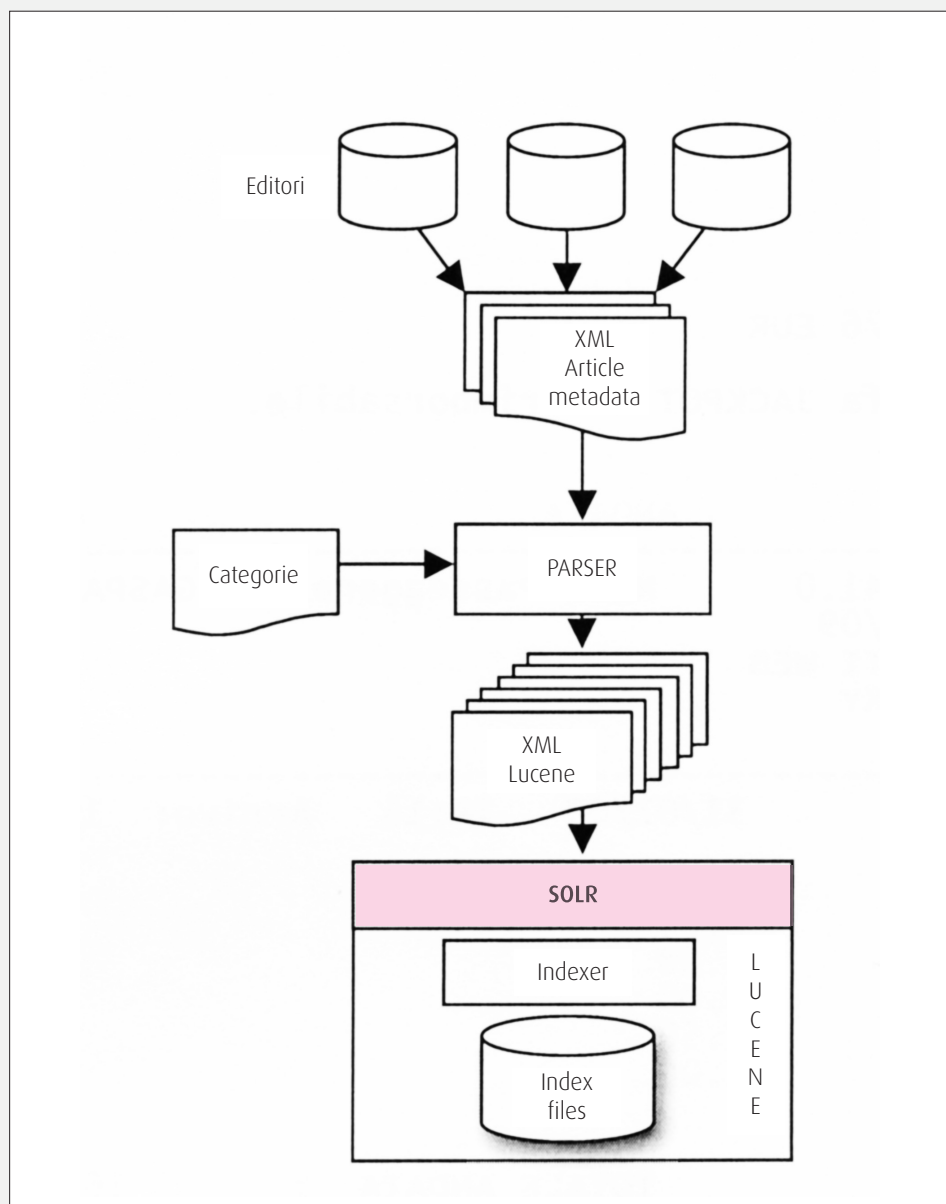 Editori
XML
Article
metadata
Categorie
PARSER
XML
Lucene
SOLR
Indexer
L
U
C
E
N
E
Index
files